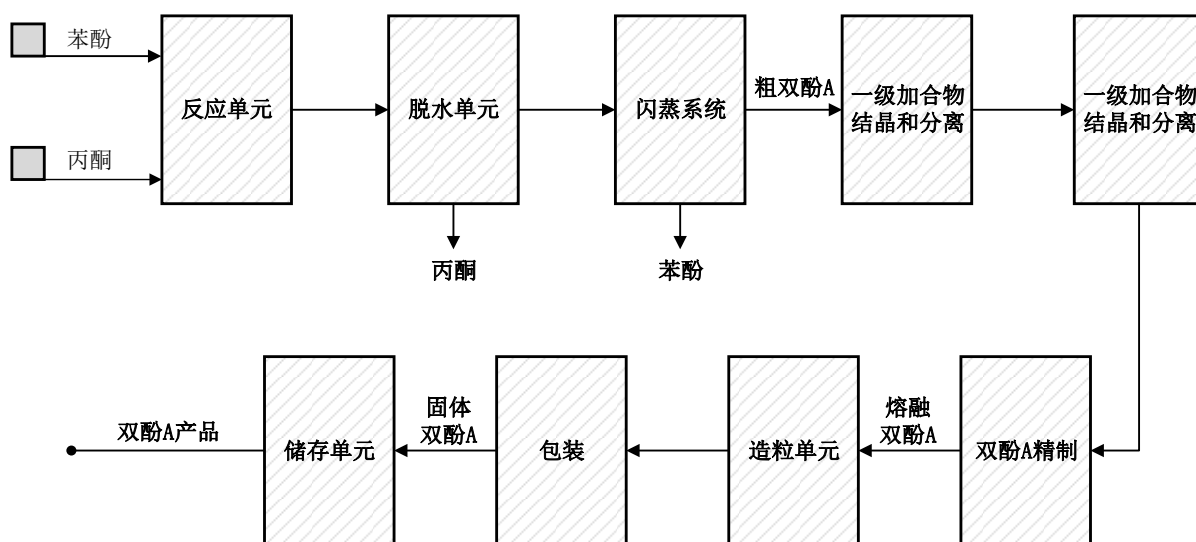 苯酚
丙酮
反应单元
脱水单元
闪蒸系统
粗双酚A
一级加合物
结晶和分离
一级加合物
结晶和分离
丙酮
苯酚
双酚A产品
储存单元
固体
双酚A
包装
造粒单元
熔融
双酚A
双酚A精制